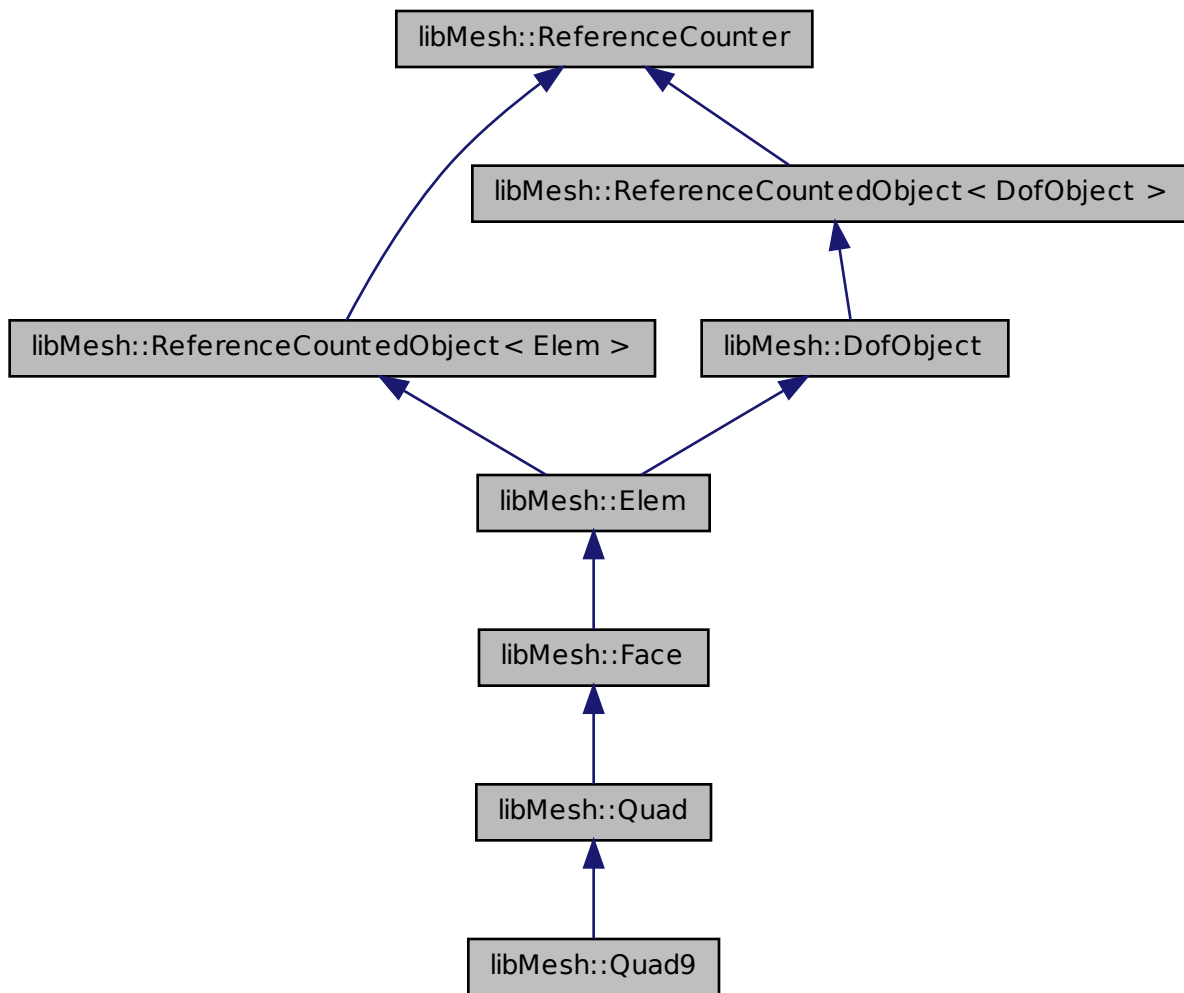 libMesh::ReferenceCounter
libMesh::ReferenceCountedObject< DofObject >
libMesh::ReferenceCountedObject< Elem >
libMesh::DofObject
libMesh::Elem
libMesh::Face
libMesh::Quad
libMesh::Quad9